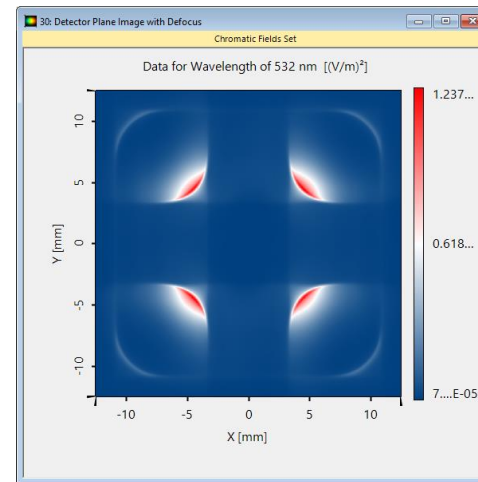 30: Detector Plane Image with Defocus
Chromatic Fields Set
Data for Wavelength of 532 nm [(V/m)²]
1.237...
0.618...
7....E-05
Y [mm]
10
5
0
-5
-10
-10 -5 0 5 10
X [mm]